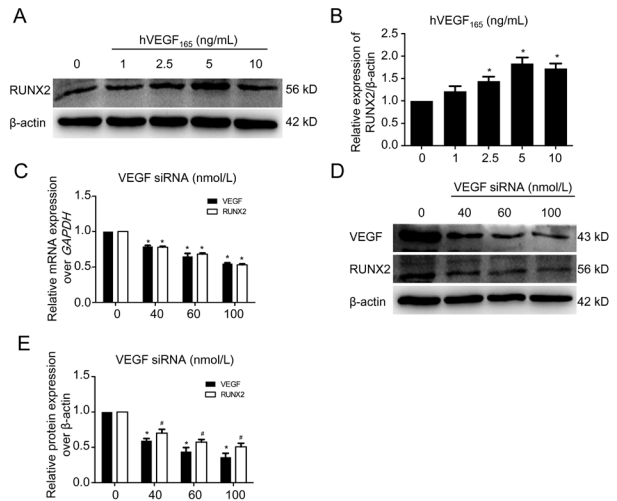 A
hVEGF165 (ng/mL)
0 1 2.5 5 10
RUNX2 56 kD
β-actin 42 kD
B
hVEGF165 (ng/mL)
Relative expression of
RUNX2/β-actin
2.5
2.0
1.5
1.0
0.5
0.0
* * *
0 1 2.5 5 10
C
VEGF siRNA (nmol/L)
Relative mRNA expression
over GAPDH
1.5
1.0
0.5
0.0
VEGF
RUNX2
* * * * * *
0 40 60 100
D
VEGF siRNA (nmol/L)
0 40 60 100
VEGF 43 kD
RUNX2 56 kD
β-actin 42 kD
E
VEGF siRNA (nmol/L)
Relative protein expression
over β-actin
1.5
1.0
0.5
0.0
VEGF
RUNX2
* # * # * #
0 40 60 100